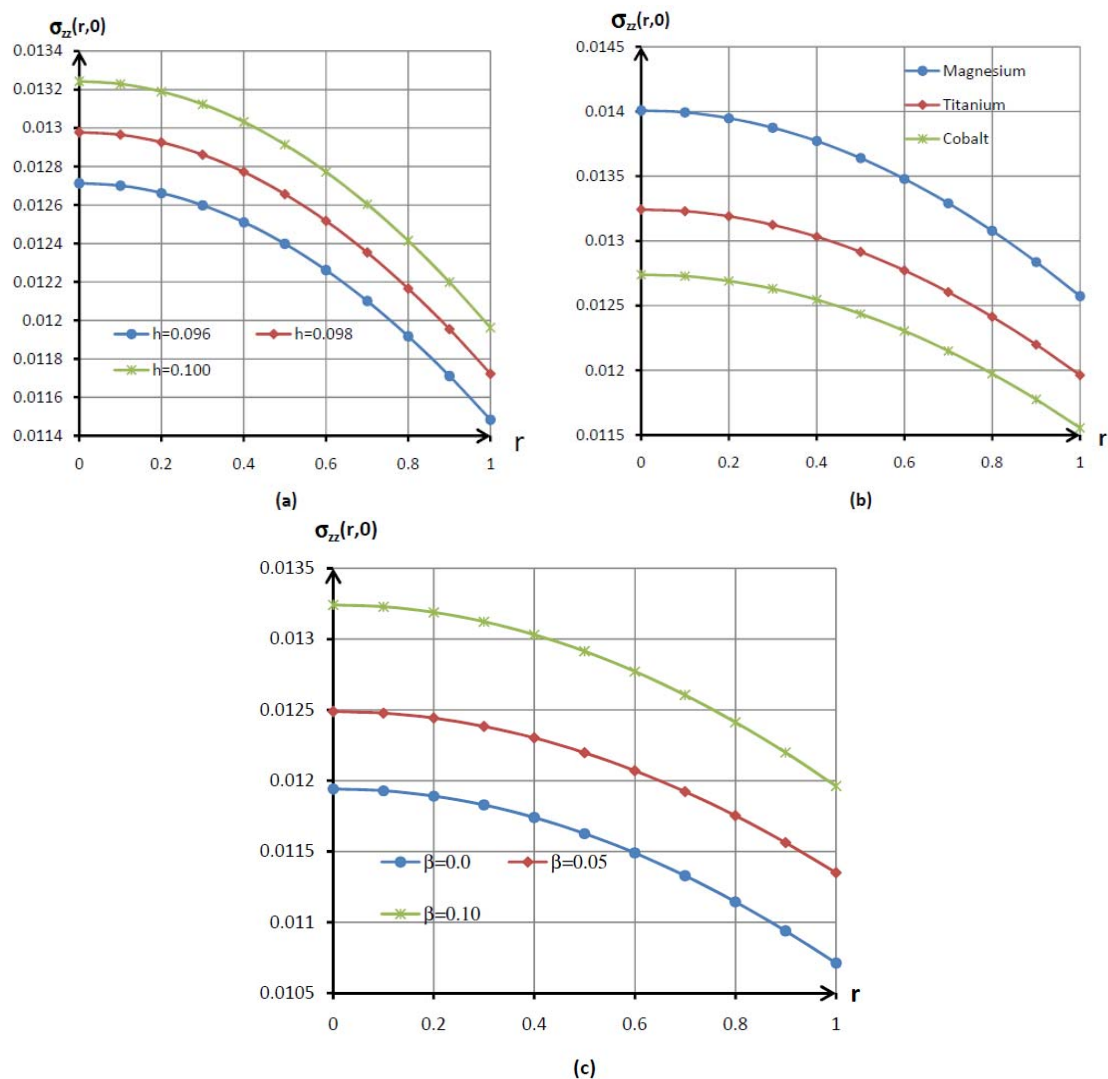 σzz(r,0)
0.0134
0.0132
0.013
0.0128
0.0126
0.0124
0.0122
0.012
0.0118
0.0116
0.0114
h=0.096
h=0.098
h=0.100
0 0.2 0.4 0.6 0.8 1
r
(a)
σzz(r,0)
0.0145
0.014
0.0135
0.013
0.0125
0.012
0.0115
Magnesium
Titanium
Cobalt
0 0.2 0.4 0.6 0.8 1
r
(b)
σzz(r,0)
0.0135
0.013
0.0125
0.012
0.0115
0.011
0.0105
β=0.0
β=0.05
β=0.10
0 0.2 0.4 0.6 0.8 1
r
(c)